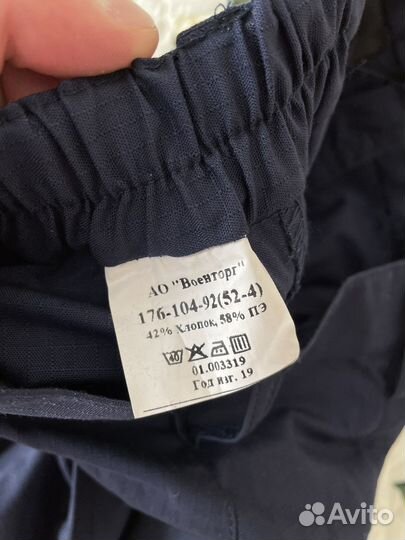 АО "Военторг"
176-104-92(52-4)
42% Хлопок, 58% ПЭ
40
01.003319
Год изг. 19
Avito